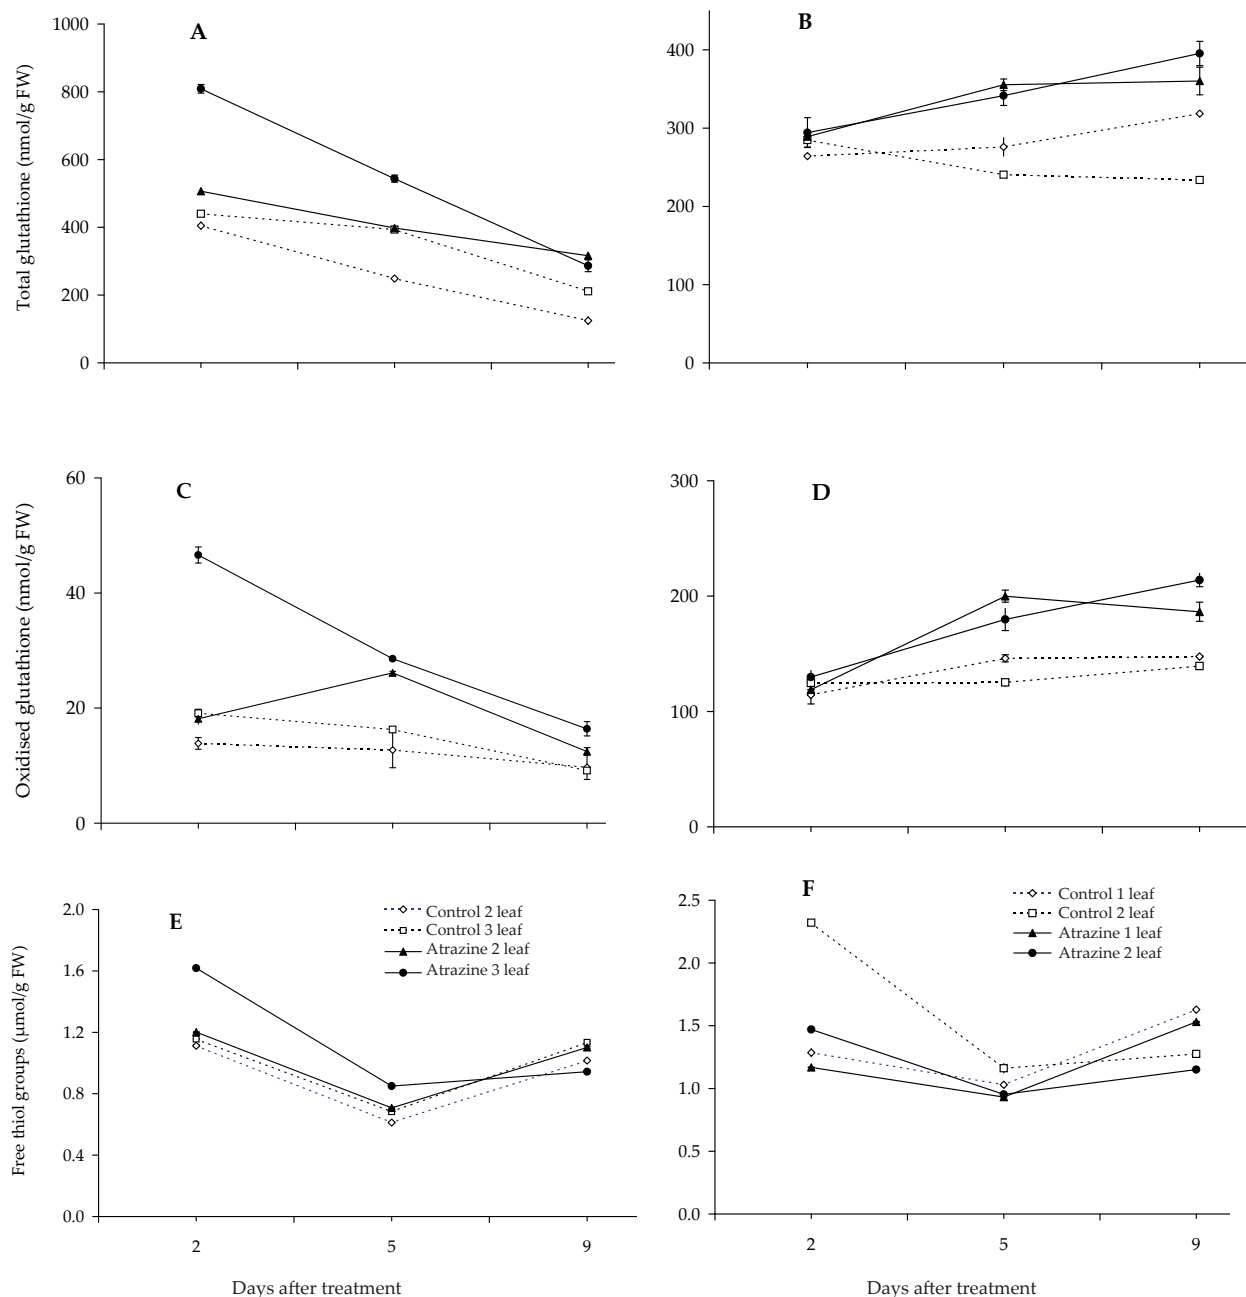 A
Total glutathione (nmol/g FW)
1000
800
600
400
200
0
B
400
300
200
100
0
C
Oxidised glutathione (nmol/g FW)
60
40
20
0
D
300
200
100
0
E
Free thiol groups (µmol/g FW)
2.0
1.6
1.2
0.8
0.4
0.0
Control 2 leaf
Control 3 leaf
Atrazine 2 leaf
Atrazine 3 leaf
2 5 9
Days after treatment
F
2.5
2.0
1.5
1.0
0.5
0.0
Control 1 leaf
Control 2 leaf
Atrazine 1 leaf
Atrazine 2 leaf
2 5 9
Days after treatment